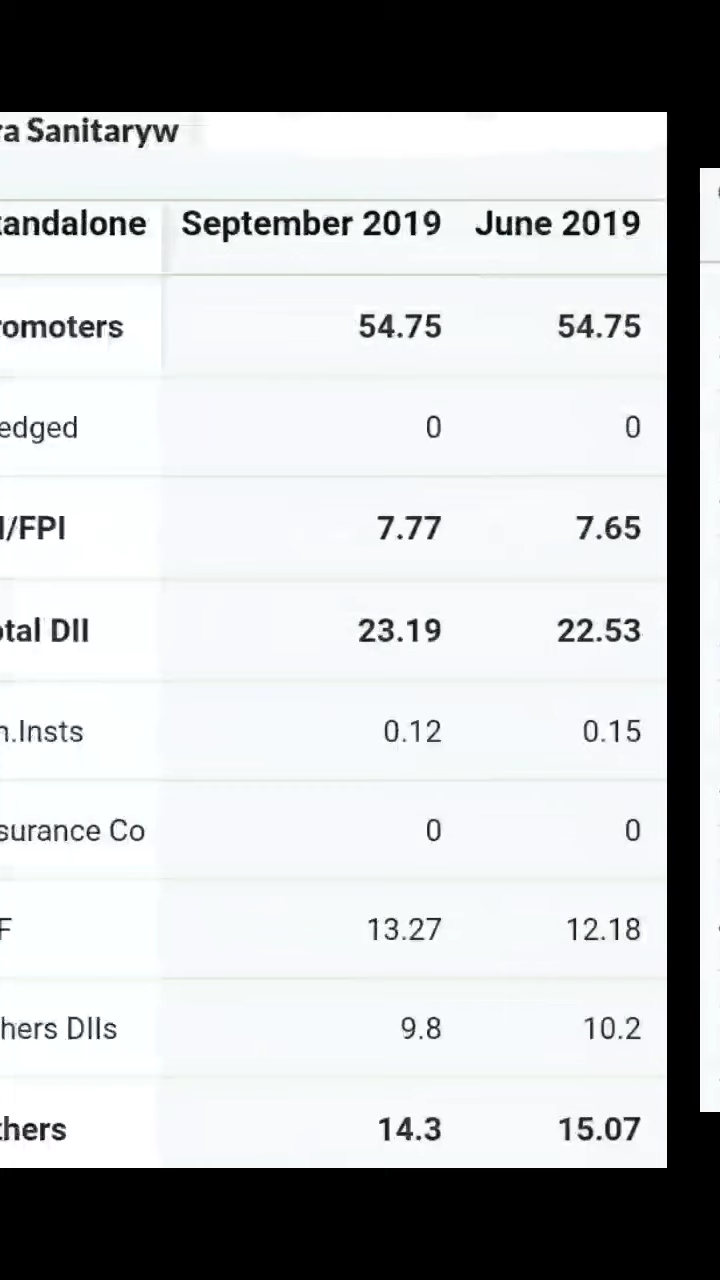 ra Sanitaryw
tandalone September 2019 June 2019
romoters 54.75 54.75
edged 0 0
I/FPI 7.77 7.65
otal DII 23.19 22.53
n.Insts 0.12 0.15
surance Co 0 0
F 13.27 12.18
hers DIIs 9.8 10.2
thers 14.3 15.07